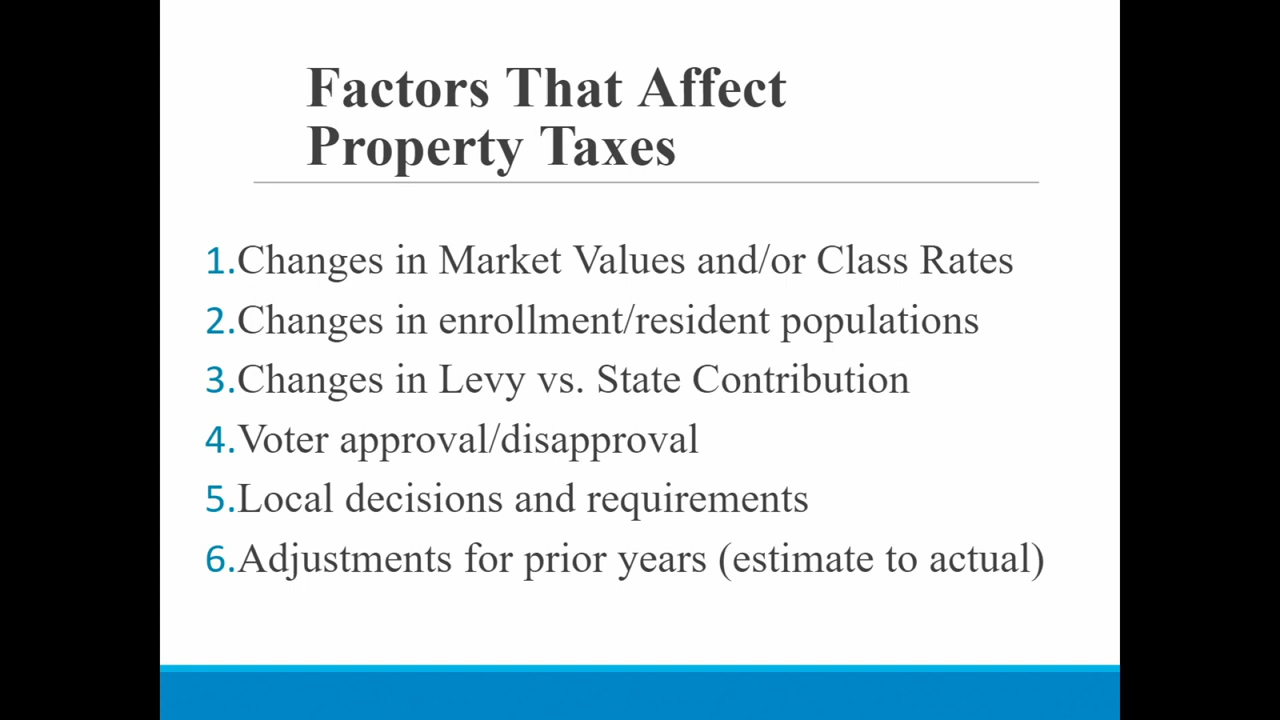 Factors That Affect
Property Taxes
1.Changes in Market Values and/or Class Rates
2.Changes in enrollment/resident populations
3.Changes in Levy vs. State Contribution
4.Voter approval/disapproval
5.Local decisions and requirements
6.Adjustments for prior years (estimate to actual)